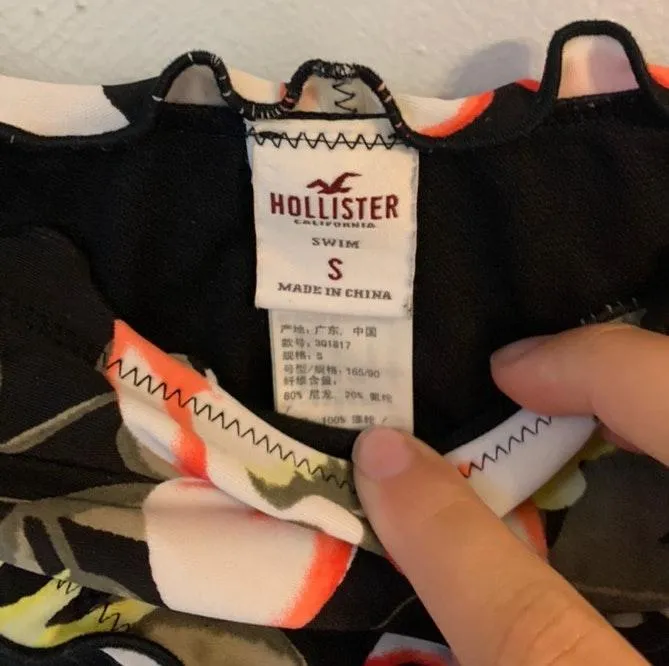 HOLLISTER
CALIFORNIA
SWIM
S
MADE IN CHINA
产地: 广东, 中国
款号: 301817
规格: S
号型/规格: 165/90
纤维含量:
80% 尼龙, 20% 氨纶
/
/ 100% 涤纶 /